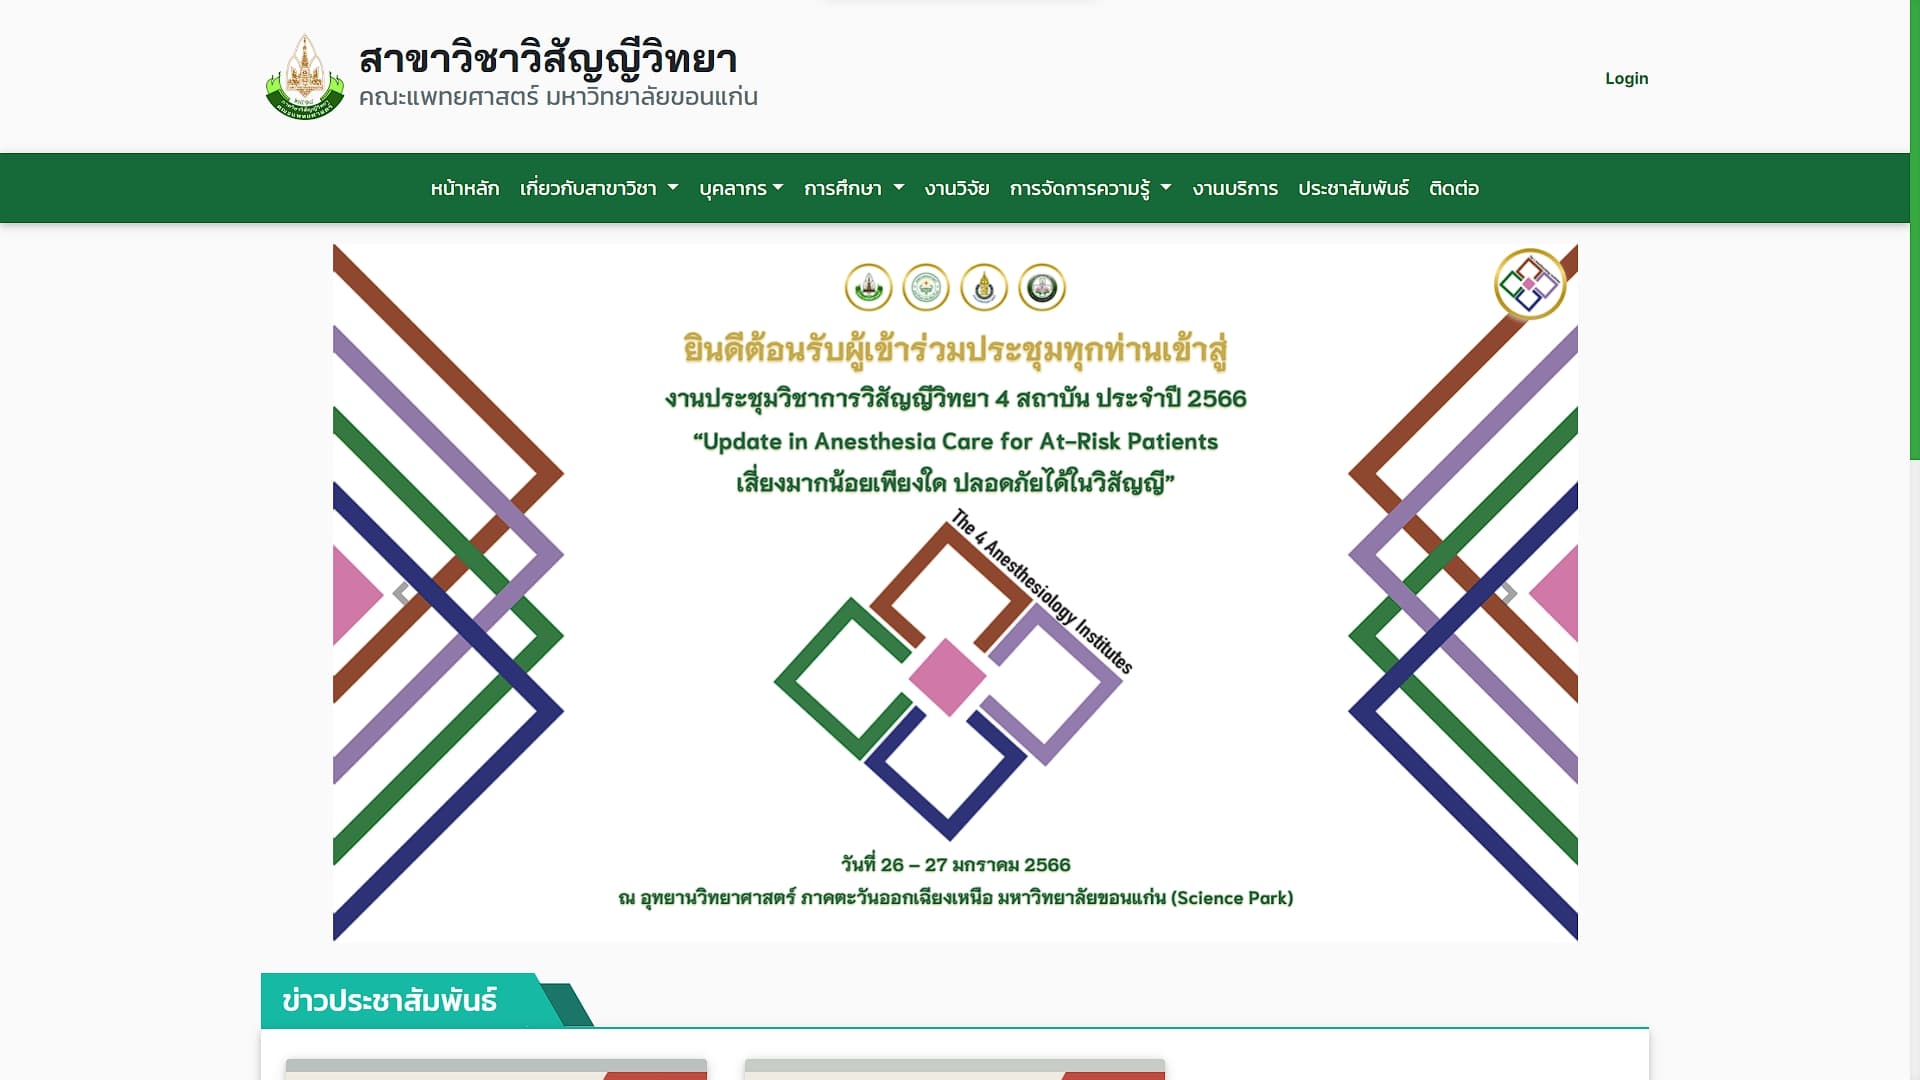 สาขาวิชาวิสัญญีวิทยา
คณะแพทยศาสตร์ มหาวิทยาลัยขอนแก่น
Login
หน้าหลัก เกี่ยวกับสาขาวิชา บุคลากร การศึกษา งานวิจัย การจัดการความรู้ งานบริการ ประชาสัมพันธ์ ติดต่อ
ยินดีต้อนรับผู้เข้าร่วมประชุมทุกท่านเข้าสู่
งานประชุมวิชาการวิสัญญีวิทยา 4 สถาบัน ประจำปี 2566
“Update in Anesthesia Care for At-Risk Patients
เสี่ยงมากน้อยเพียงใด ปลอดภัยได้ในวิสัญญี”
The 4 Anesthesiology Institutes
วันที่ 26 – 27 มกราคม 2566
ณ อุทยานวิทยาศาสตร์ ภาคตะวันออกเฉียงเหนือ มหาวิทยาลัยขอนแก่น (Science Park)
ข่าวประชาสัมพันธ์